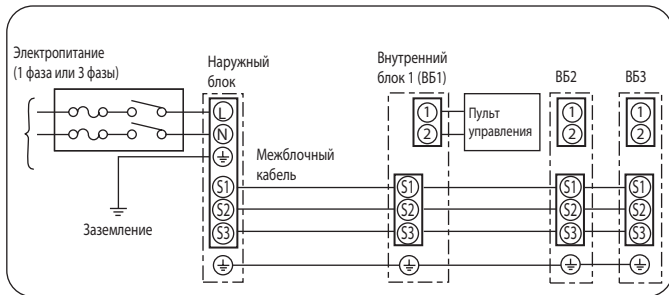 Электропитание
(1 фаза или 3 фазы)
Наружный
блок
Внутренний
блок 1 (ВБ1)
ВБ2
ВБ3
L
N
1
2
Пульт
управления
1
2
1
2
Межблочный
кабель
Заземление
S1
S2
S3
S1
S2
S3
S1
S2
S3
S1
S2
S3